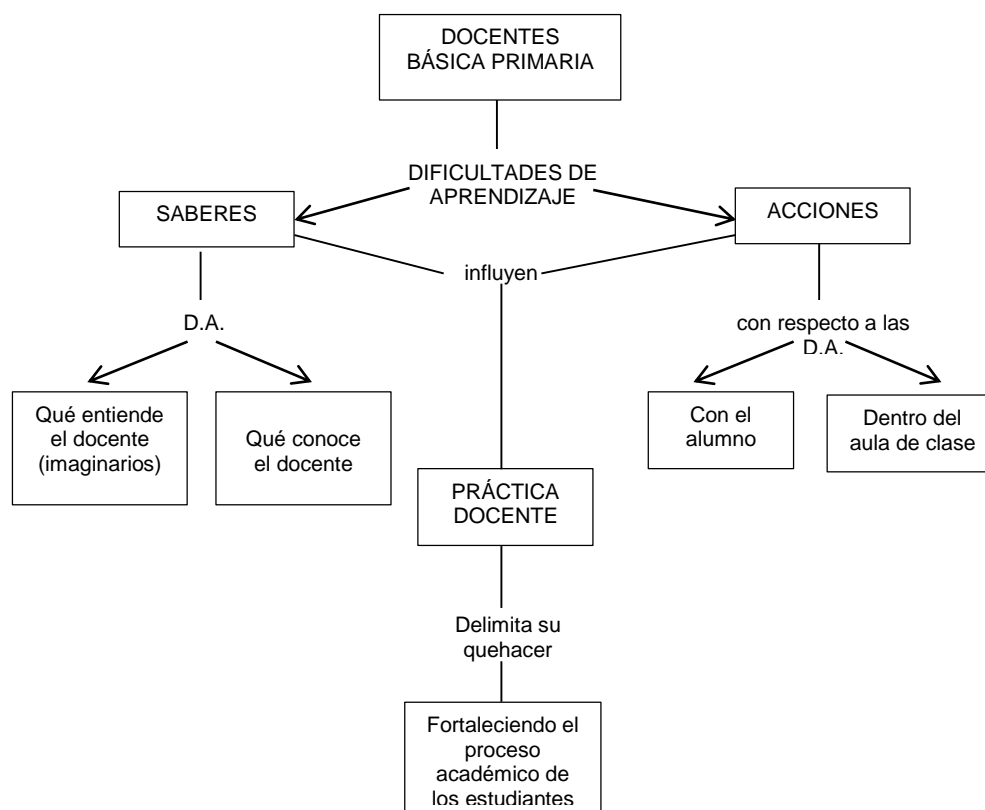 DOCENTES
BÁSICA PRIMARIA
DIFICULTADES DE
APRENDIZAJE
SABERES
ACCIONES
influyen
D.A.
con respecto a las
D.A.
Qué entiende
el docente
(imaginarios)
Qué conoce
el docente
Con el
alumno
Dentro del
aula de clase
PRÁCTICA
DOCENTE
Delimita su
quehacer
Fortaleciendo el
proceso
académico de
los estudiantes